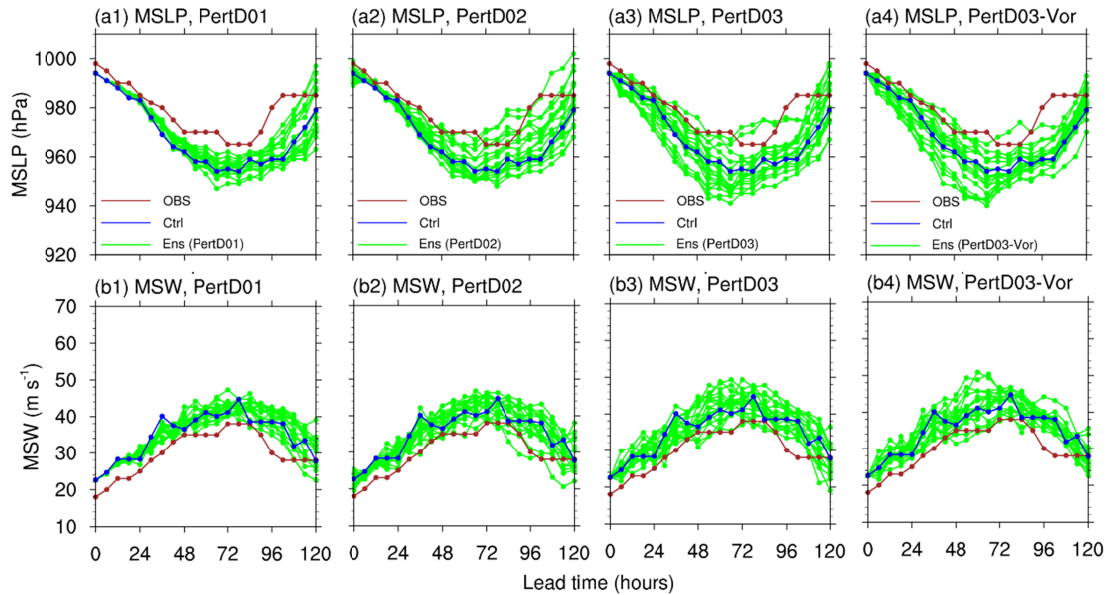 (a1) MSLP, PertD01
(a2) MSLP, PertD02
(a3) MSLP, PertD03
(a4) MSLP, PertD03-Vor
MSLP (hPa)
1000
980
960
940
920
OBS
Ctrl
Ens (PertD01)
OBS
Ctrl
Ens (PertD02)
OBS
Ctrl
Ens (PertD03)
OBS
Ctrl
Ens (PertD03-Vor)
(b1) MSW, PertD01
(b2) MSW, PertD02
(b3) MSW, PertD03
(b4) MSW, PertD03-Vor
MSW (m s⁻¹)
70
60
50
40
30
20
10
0 24 48 72 96 120
0 24 48 72 96 120
0 24 48 72 96 120
0 24 48 72 96 120
Lead time (hours)